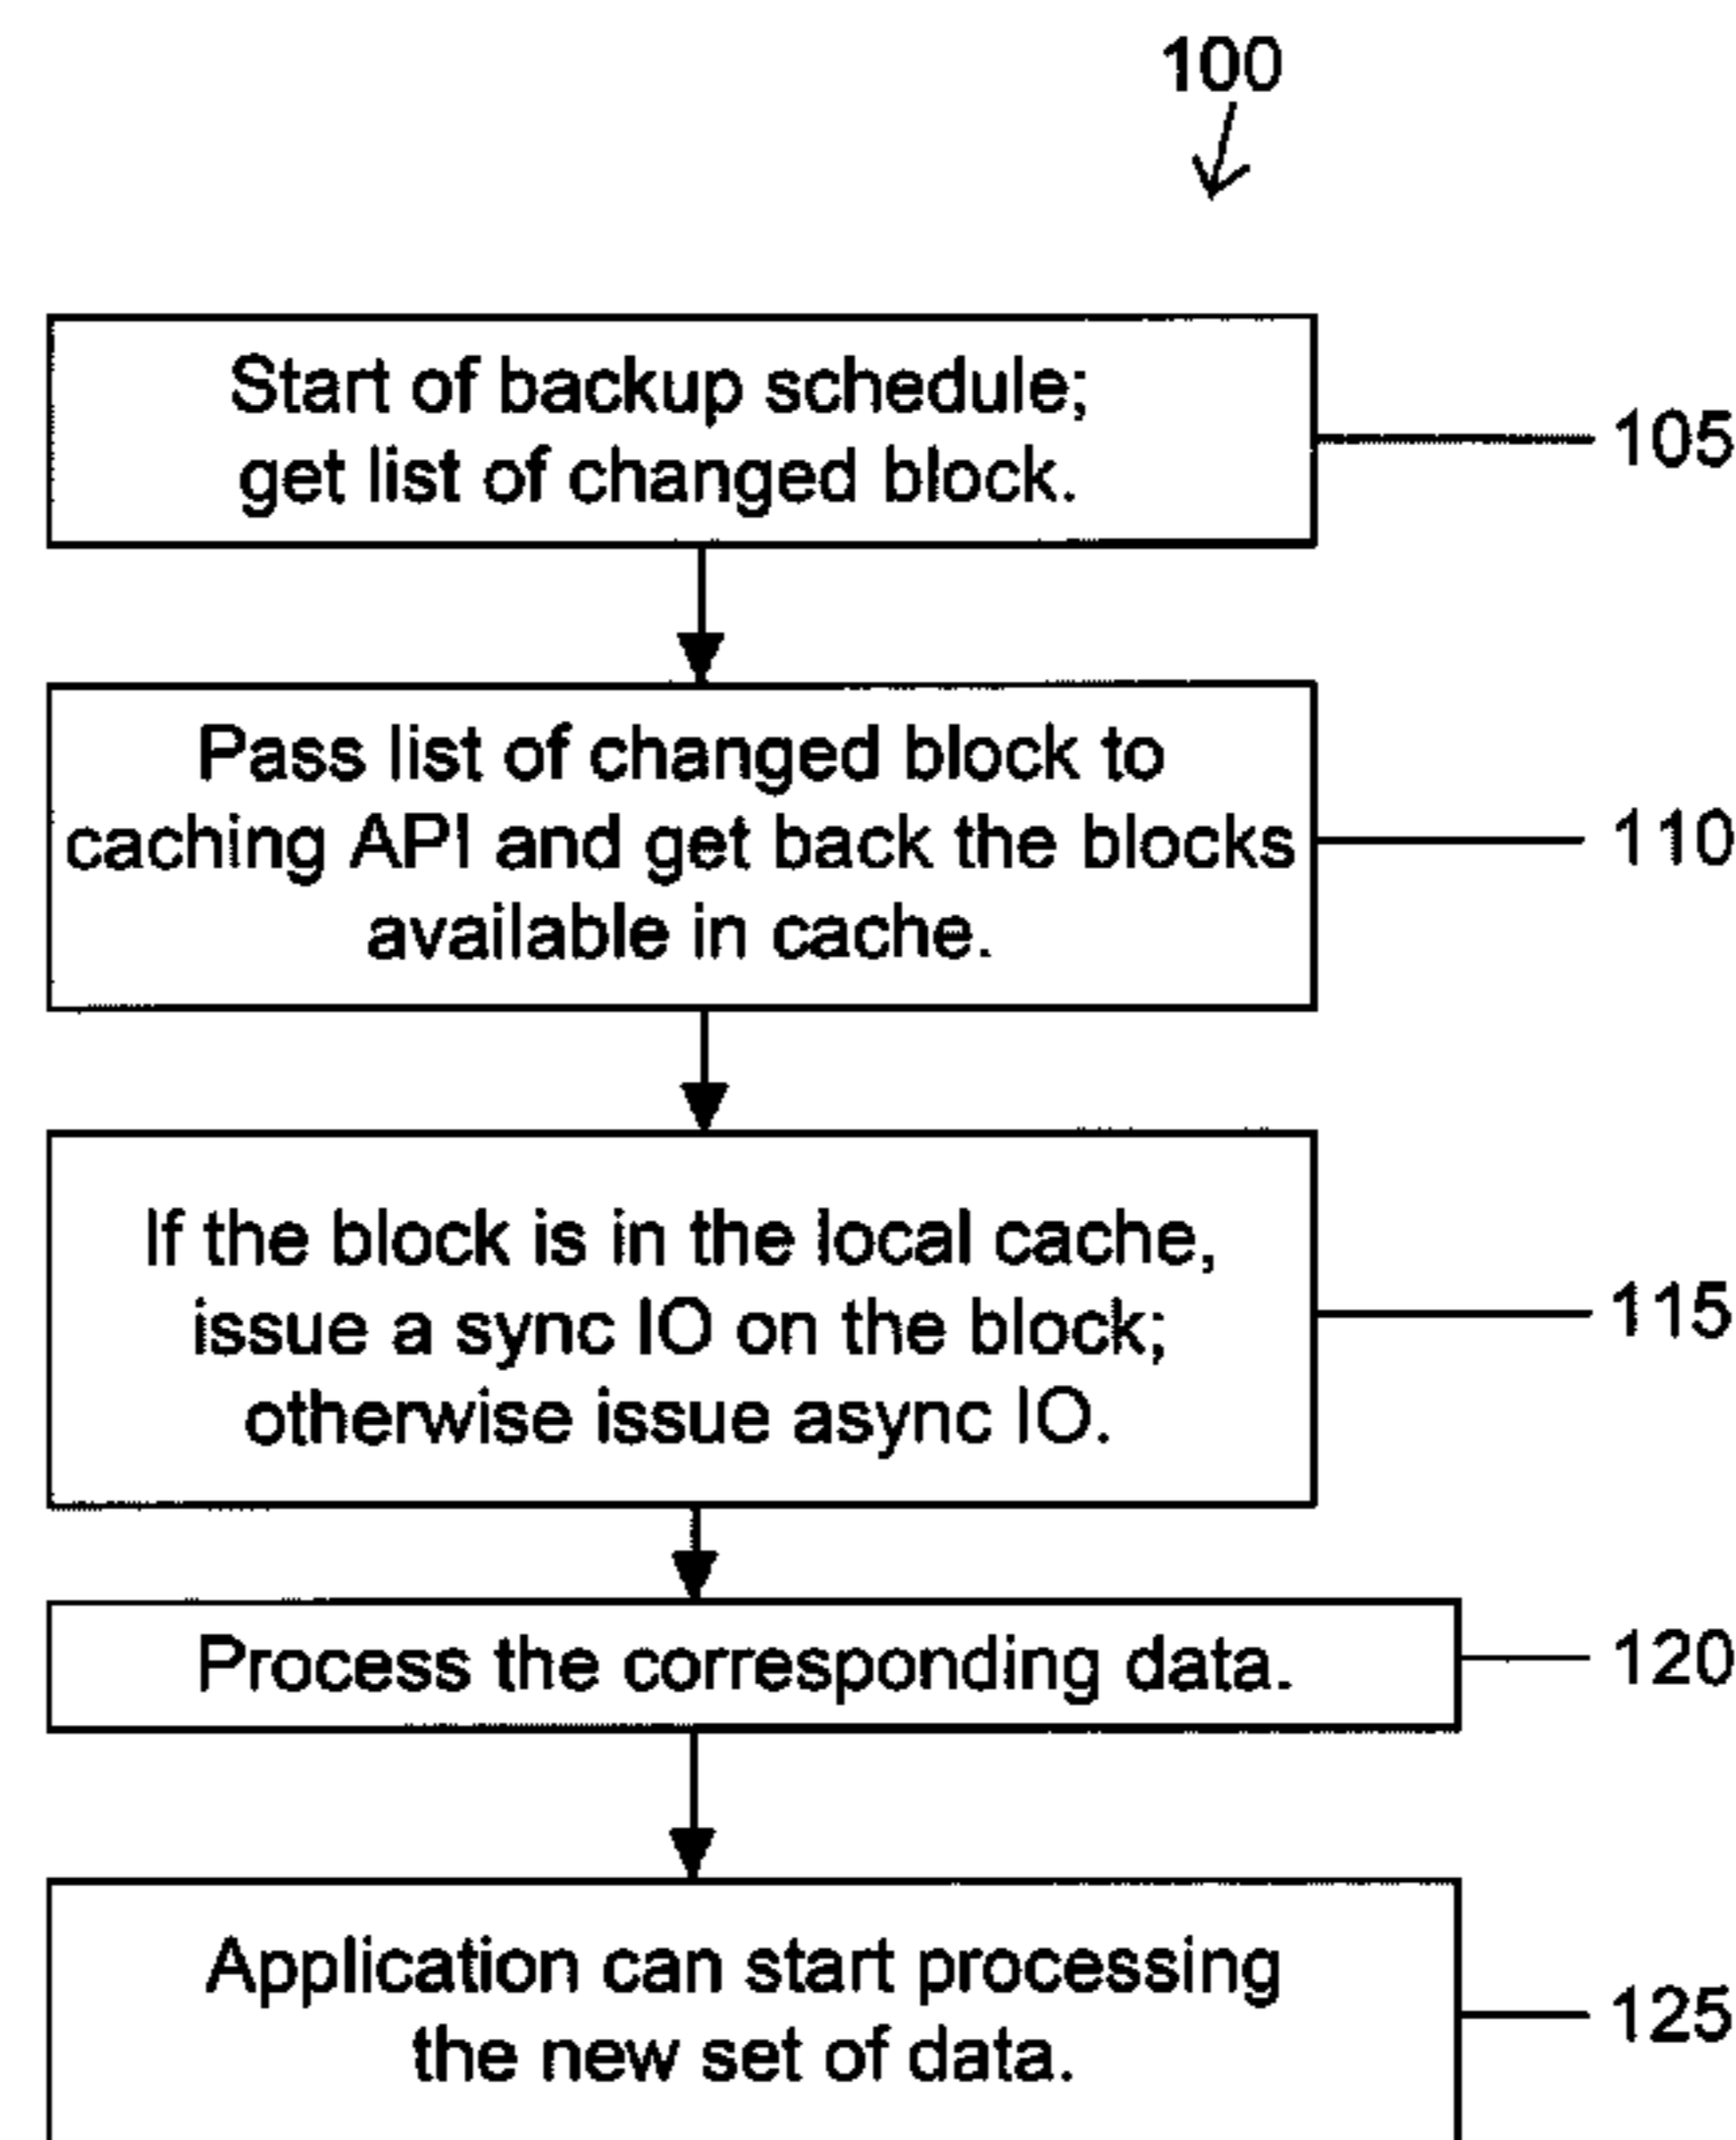 100
Start of backup schedule;
get list of changed block.
105
Pass list of changed block to
caching API and get back the blocks
available in cache.
110
If the block is in the local cache,
issue a sync IO on the block;
otherwise issue async IO.
115
Process the corresponding data.
120
Application can start processing
the new set of data.
125